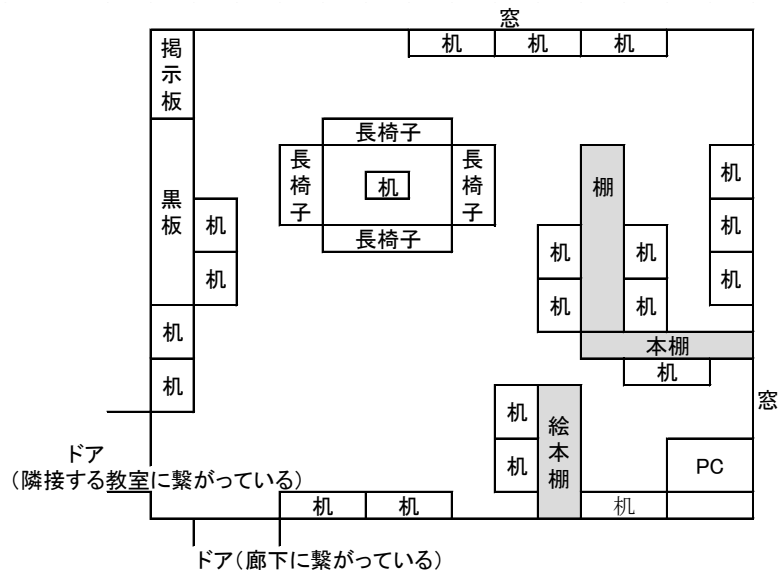 窓
掲示板
机 机 机
長椅子
長椅子
机
長椅子
長椅子
黒板
机
机
机
机
棚
机
机
机
机
机
机
机
本棚
机
窓
机
机
絵本棚
PC
ドア
(隣接する教室に繋がっている)
机 机
机
ドア(廊下に繋がっている)